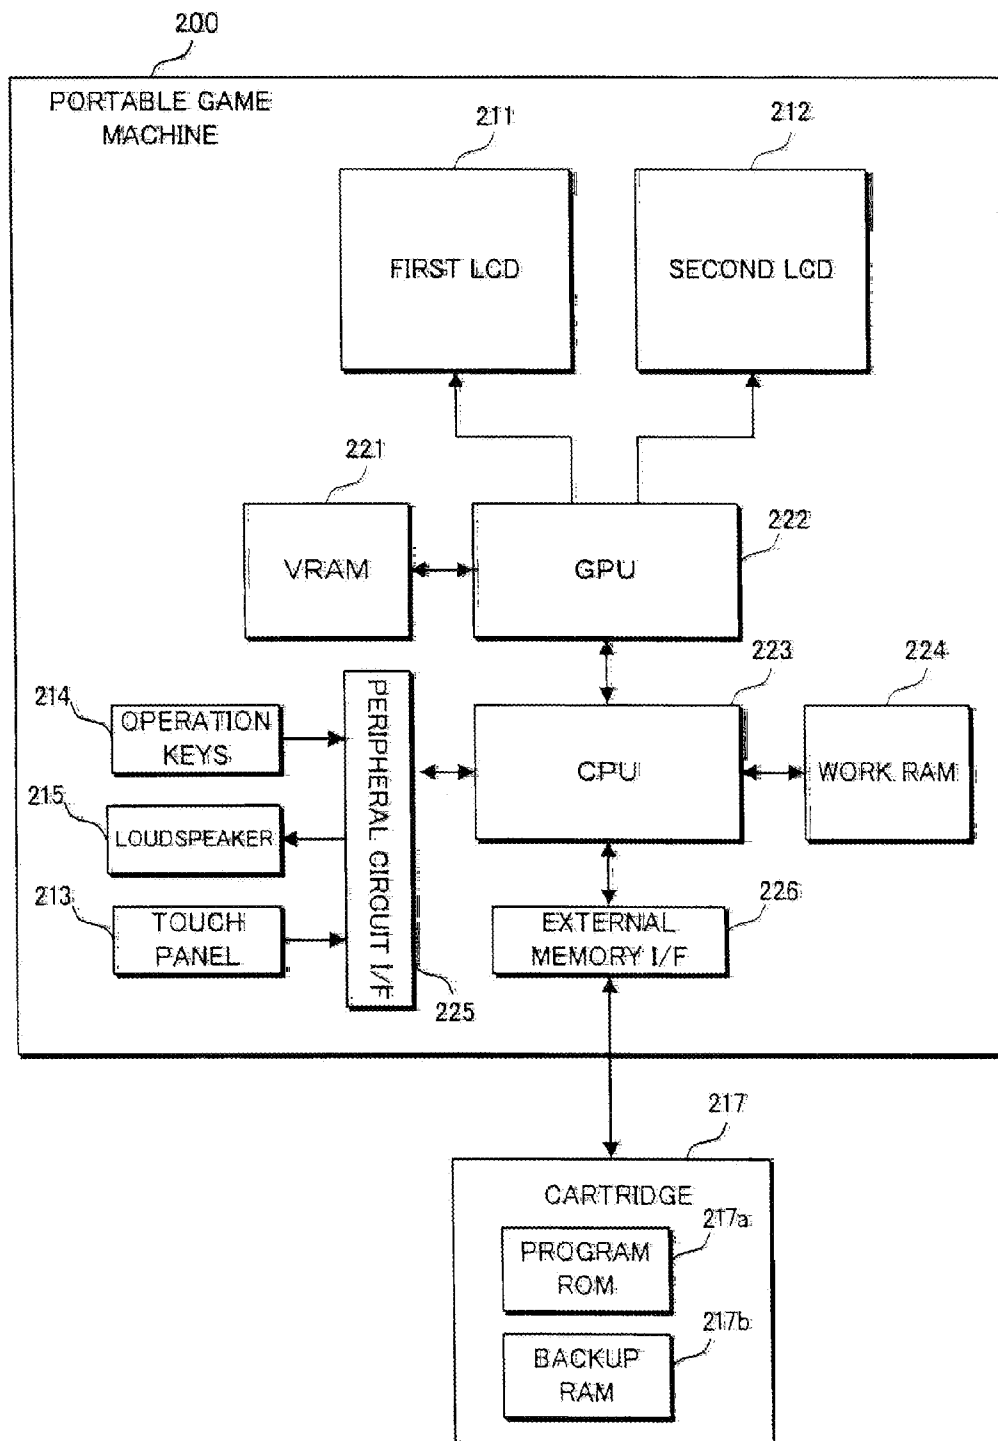 200
PORTABLE GAME
MACHINE
211
212
FIRST LCD
SECOND LCD
221
222
VRAM
GPU
223
224
214
OPERATION
KEYS
PERIPHERAL CIRCUIT I/F
CPU
WORK RAM
215
LOUDSPEAKER
213
TOUCH
PANEL
225
EXTERNAL
MEMORY I/F
226
217
CARTRIDGE
217a
PROGRAM
ROM
217b
BACKUP
RAM